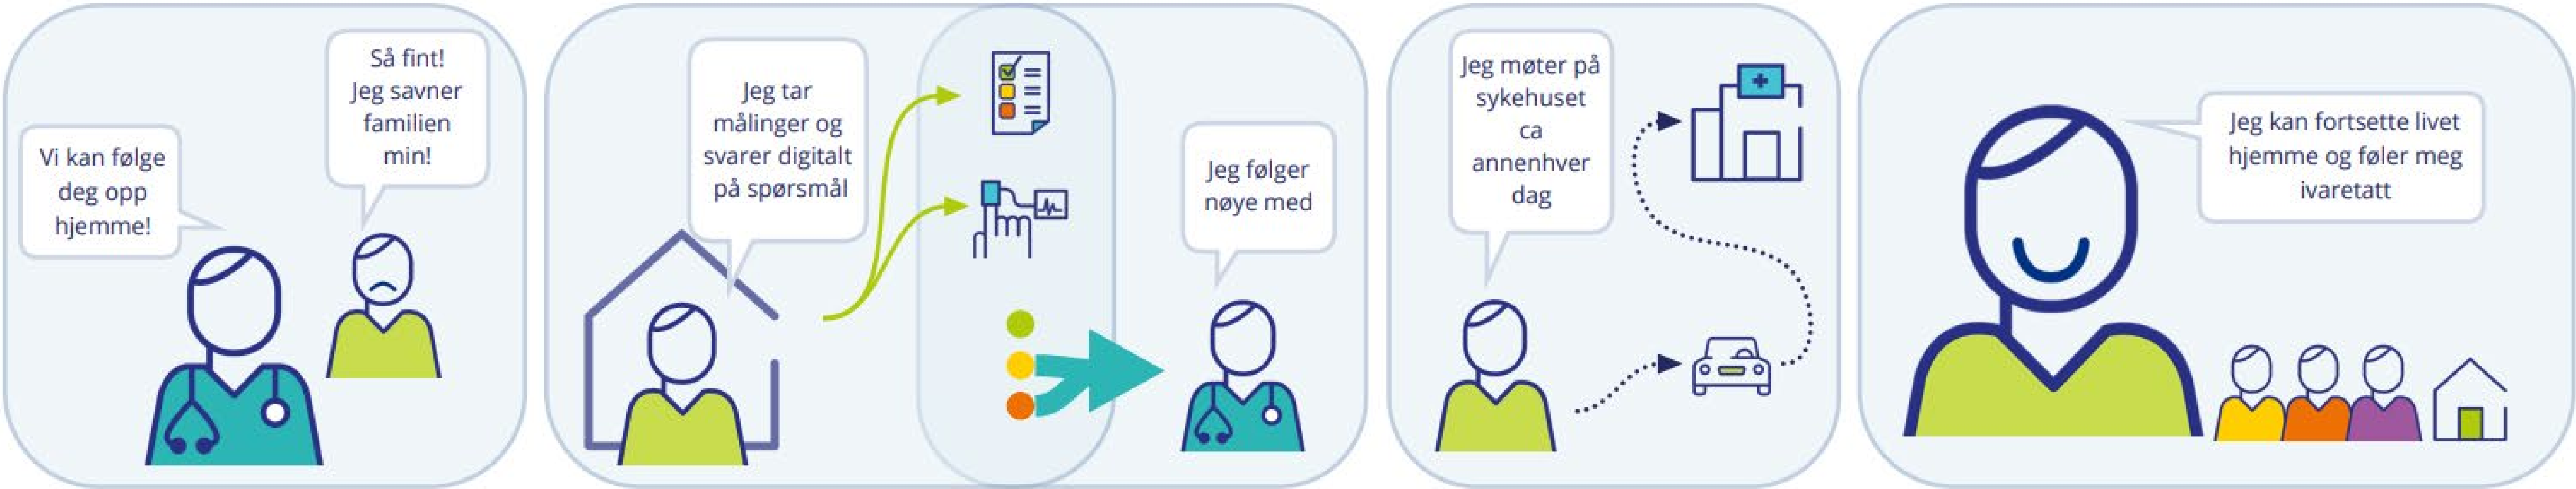 Vi kan følge
deg opp
hjemme!
Så fint!
Jeg savner
familien
min!
Jeg tar
målinger og
svarer digitalt
på spørsmål
Jeg følger
nøye med
Jeg møter på
sykehuset
ca
annenhver
dag
Jeg kan fortsette livet
hjemme og føler meg
ivaretatt